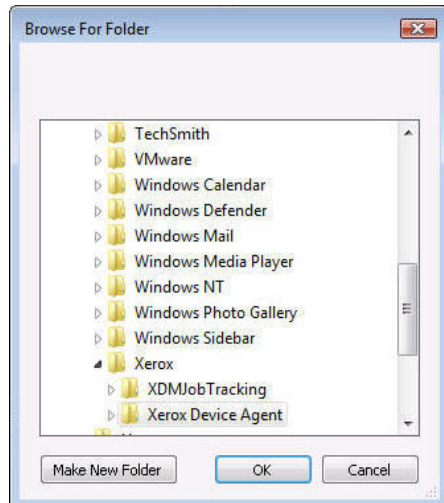 Browse For Folder
TechSmith
VMware
Windows Calendar
Windows Defender
Windows Mail
Windows Media Player
Windows NT
Windows Photo Gallery
Windows Sidebar
Xerox
XDMJobTracking
Xerox Device Agent
Make New Folder
OK
Cancel